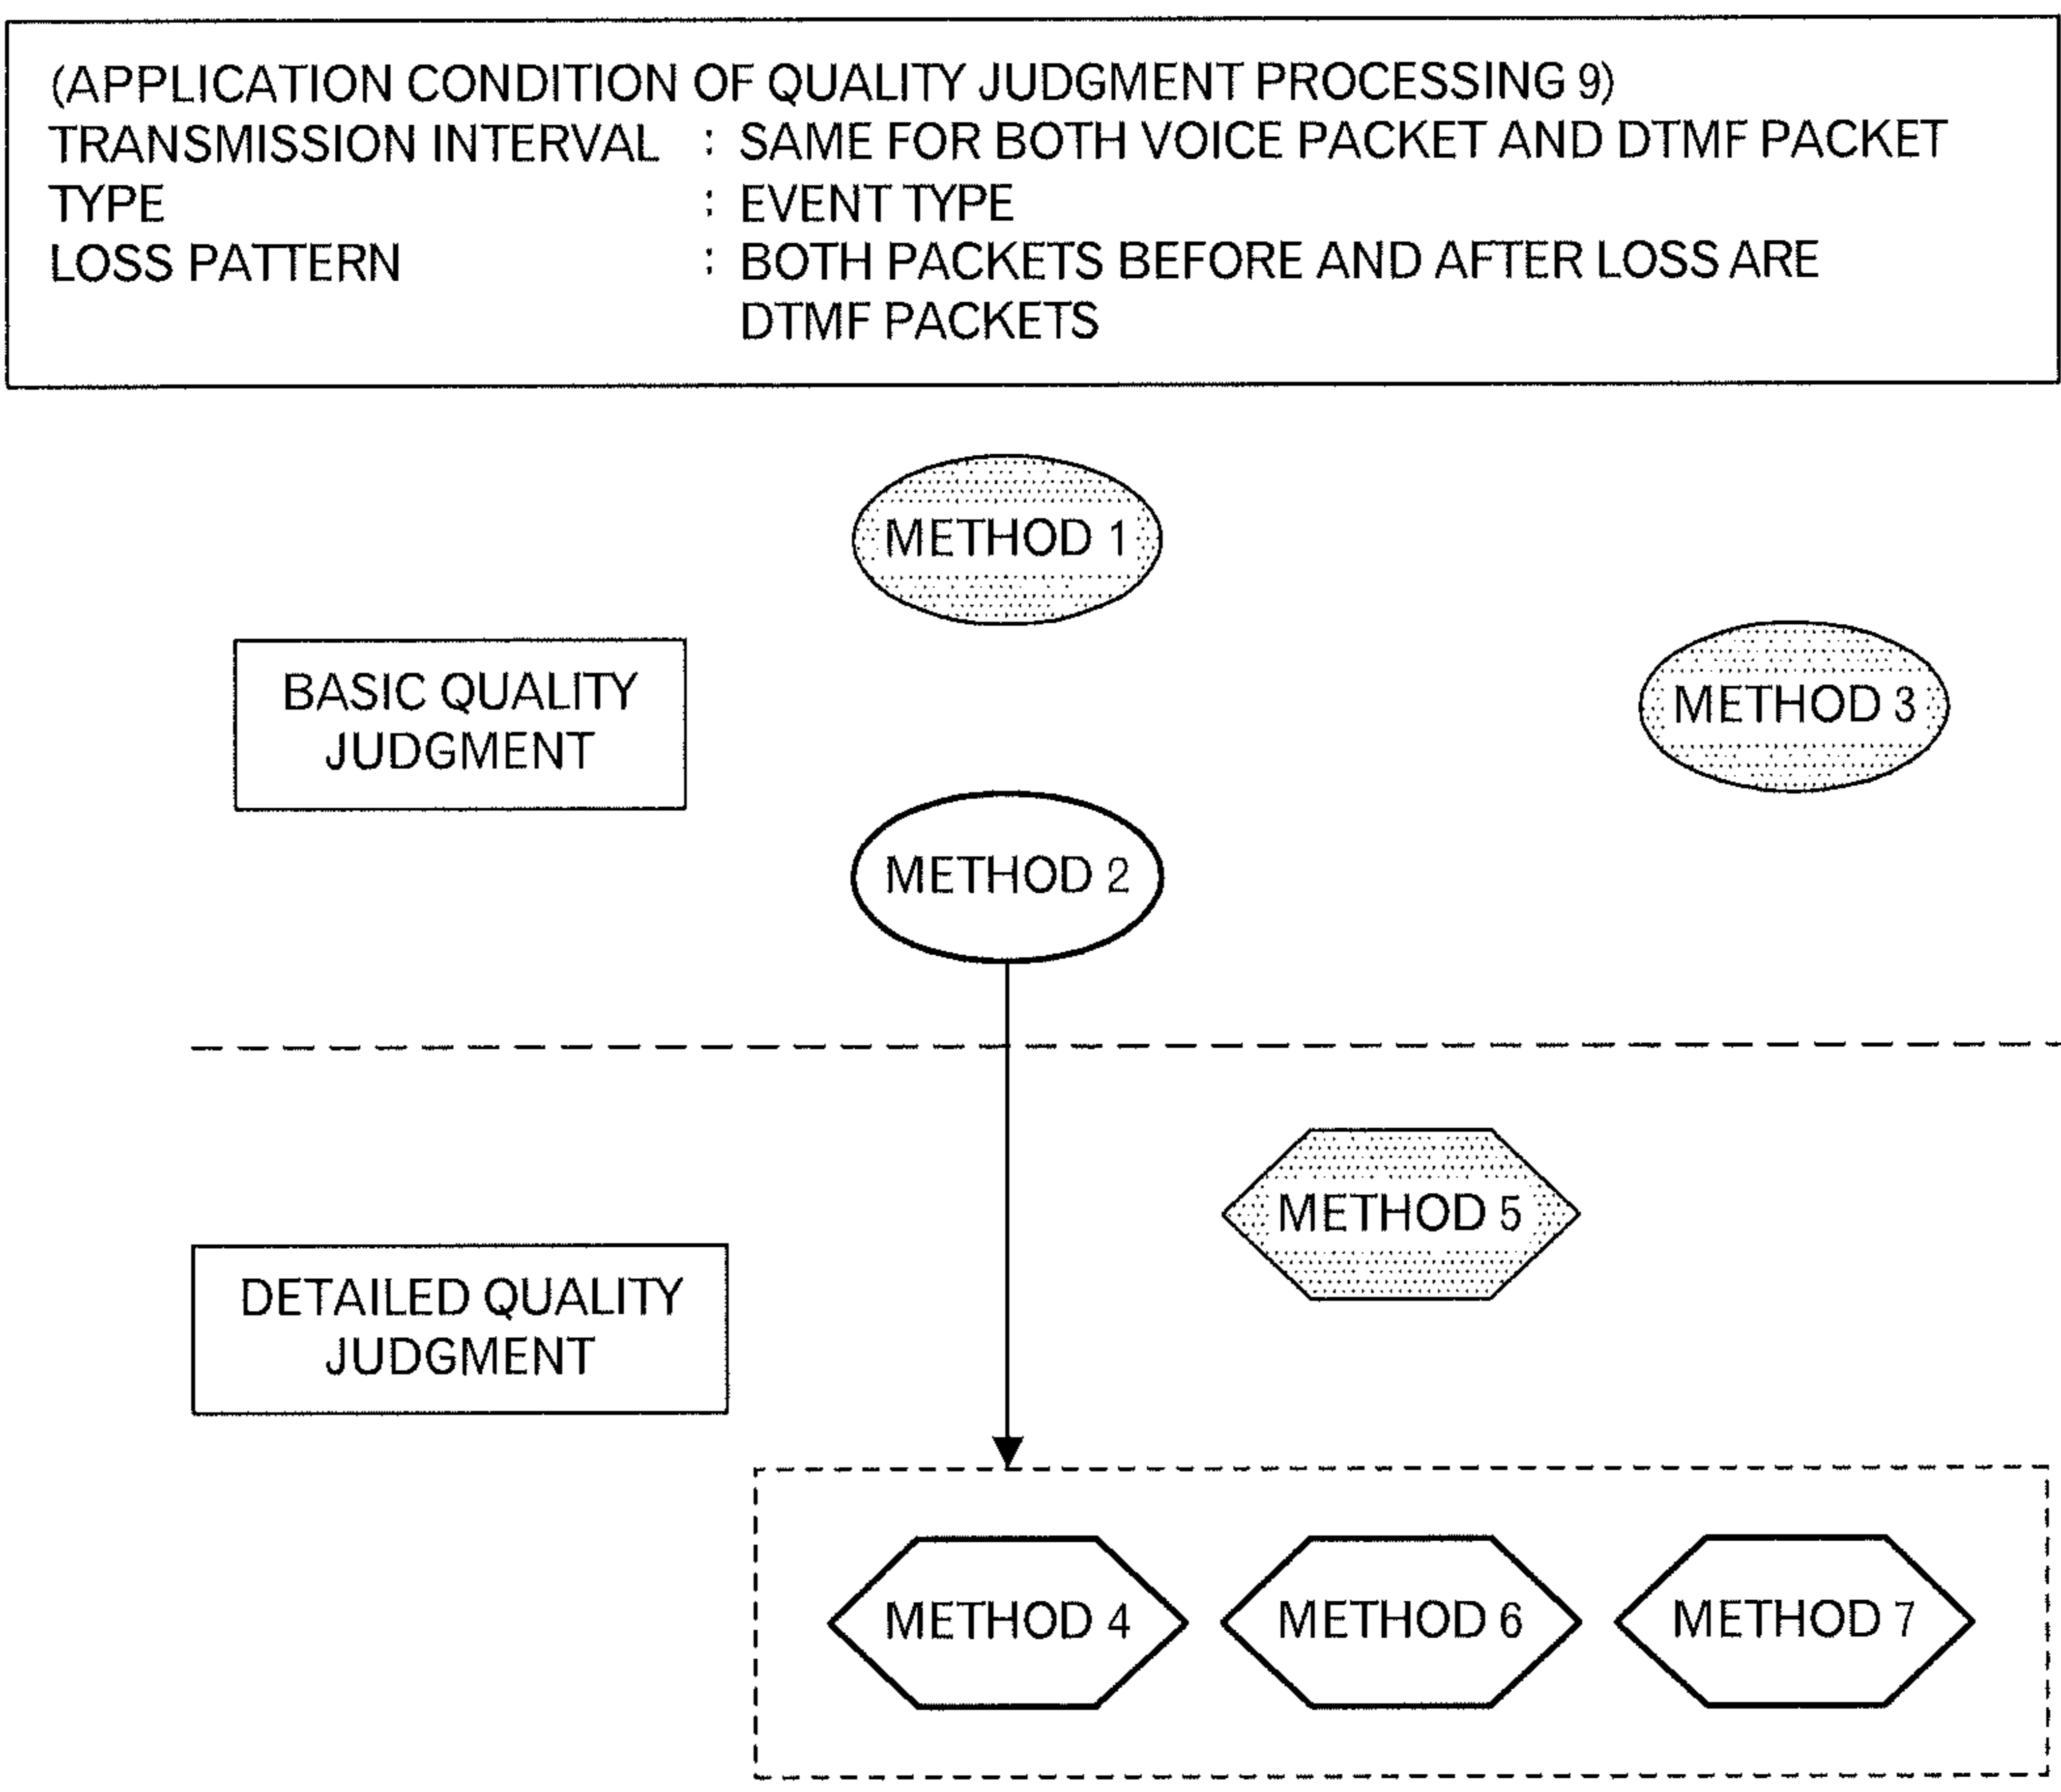 (APPLICATION CONDITION OF QUALITY JUDGMENT PROCESSING 9)
TRANSMISSION INTERVAL : SAME FOR BOTH VOICE PACKET AND DTMF PACKET
TYPE : EVENT TYPE
LOSS PATTERN : BOTH PACKETS BEFORE AND AFTER LOSS ARE
DTMF PACKETS
METHOD 1
BASIC QUALITY
JUDGMENT
METHOD 3
METHOD 2
METHOD 5
DETAILED QUALITY
JUDGMENT
METHOD 4
METHOD 6
METHOD 7